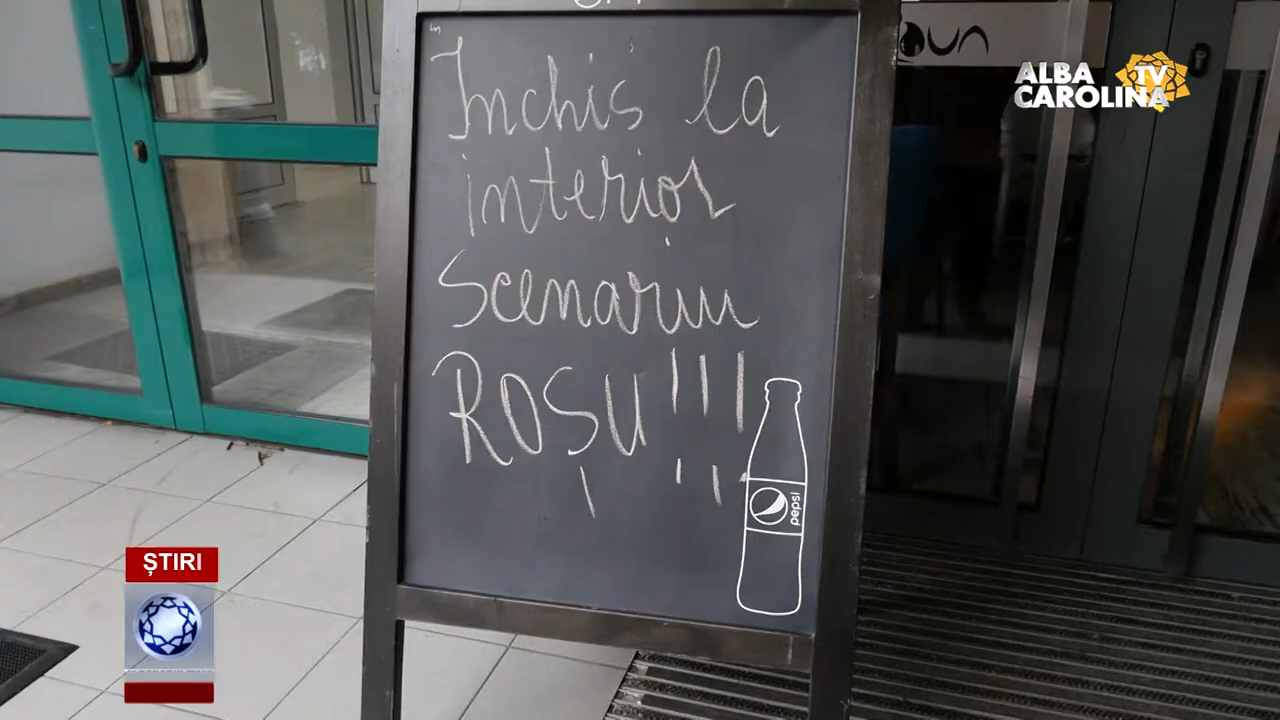 Inchis la
interior
Scenariu
ROȘU !!!
pepsi
ALBA
CAROLINA TV
ȘTIRI